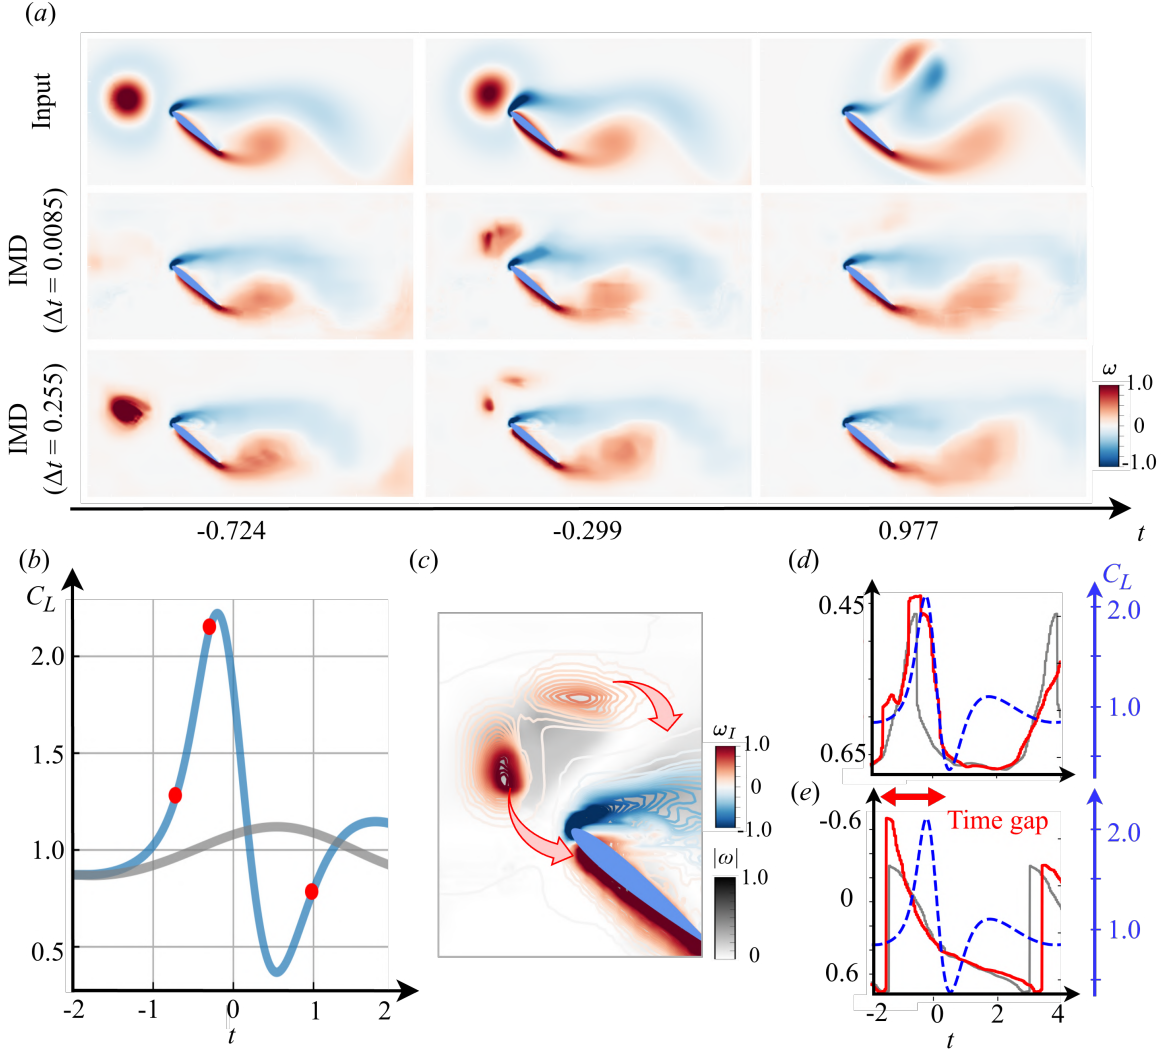 (a)
Input
IMD
(Δt = 0.0085)
IMD
(Δt = 0.255)
ω
1.0
0
-1.0
-0.724
-0.299
0.977
t
(b)
C_L
2.0
1.5
1.0
0.5
-2
-1
0
1
2
t
(c)
ω_I
1.0
0
-1.0
|ω|
1.0
0
(d)
C_L
0.45
0.65
2.0
1.0
(e)
Time gap
-0.6
0
0.6
2.0
1.0
-2
0
2
4
t